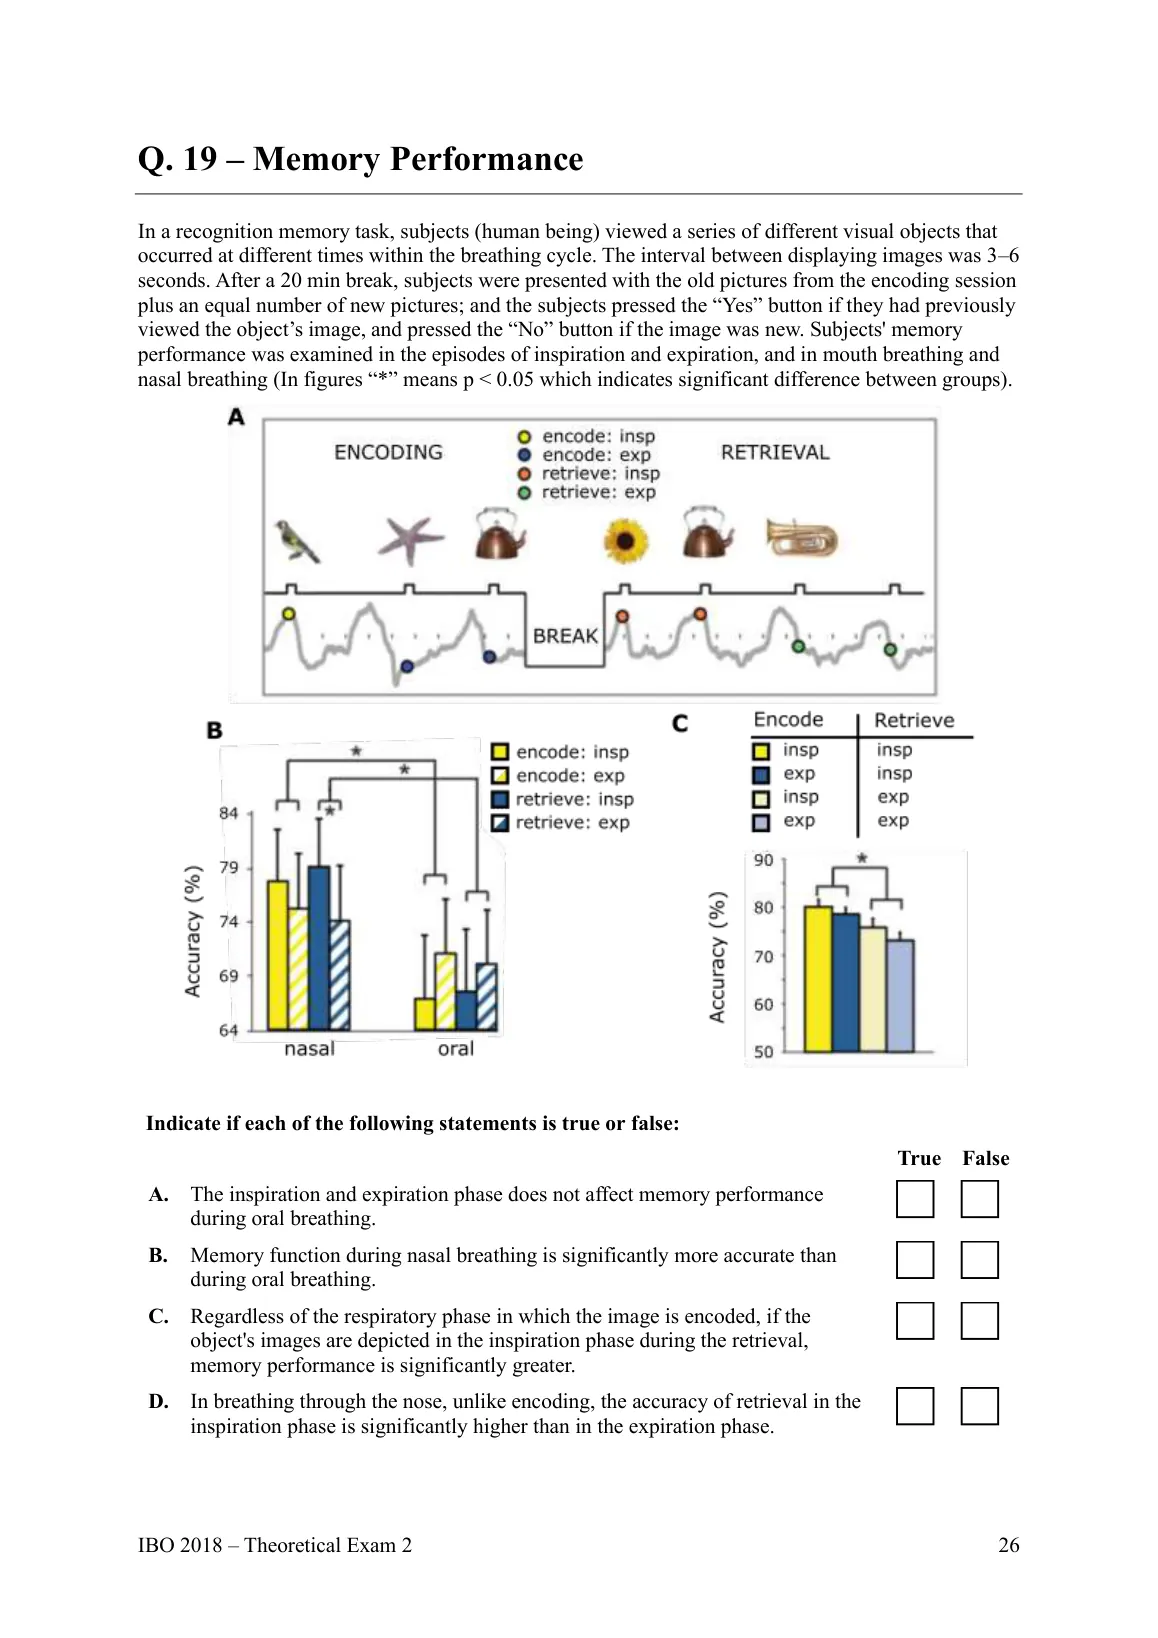 Q. 19 – Memory Performance
In a recognition memory task, subjects (human being) viewed a series of different visual objects that
occurred at different times within the breathing cycle. The interval between displaying images was 3–6
seconds. After a 20 min break, subjects were presented with the old pictures from the encoding session
plus an equal number of new pictures; and the subjects pressed the “Yes” button if they had previously
viewed the object’s image, and pressed the “No” button if the image was new. Subjects' memory
performance was examined in the episodes of inspiration and expiration, and in mouth breathing and
nasal breathing (In figures “*” means p < 0.05 which indicates significant difference between groups).
A
ENCODING
encode: insp
encode: exp
retrieve: insp
retrieve: exp
RETRIEVAL
BREAK
B
*
*
*
encode: insp
encode: exp
retrieve: insp
retrieve: exp
Accuracy (%)
84
79
74
69
64
nasal oral
C
Encode Retrieve
insp insp
exp insp
insp exp
exp exp
*
Accuracy (%)
90
80
70
60
50
Indicate if each of the following statements is true or false:
True False
A. The inspiration and expiration phase does not affect memory performance
during oral breathing.
B. Memory function during nasal breathing is significantly more accurate than
during oral breathing.
C. Regardless of the respiratory phase in which the image is encoded, if the
object's images are depicted in the inspiration phase during the retrieval,
memory performance is significantly greater.
D. In breathing through the nose, unlike encoding, the accuracy of retrieval in the
inspiration phase is significantly higher than in the expiration phase.
IBO 2018 – Theoretical Exam 2 26